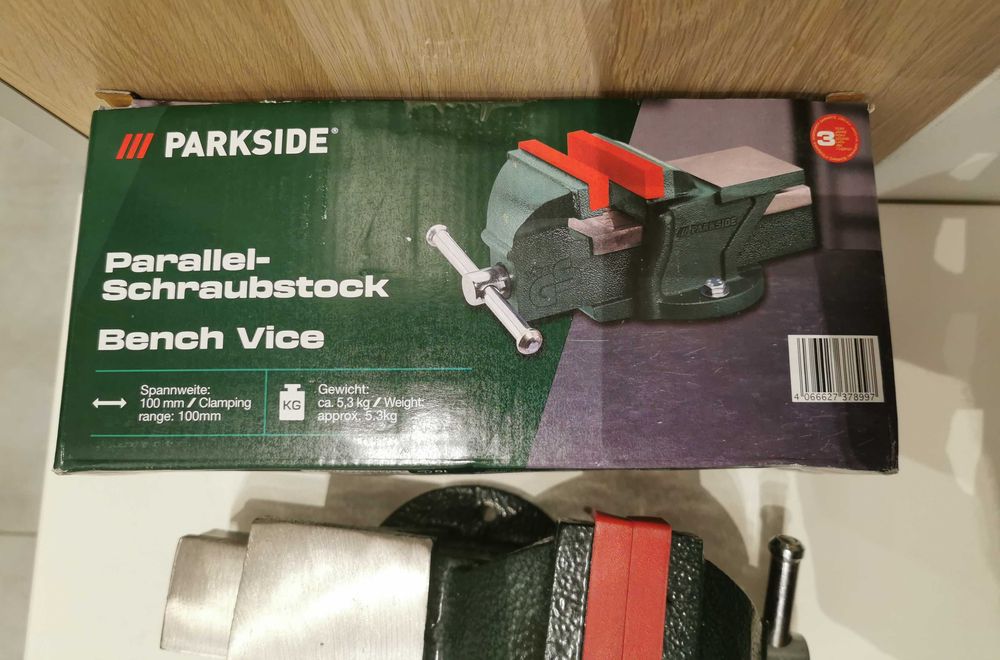 PARKSIDE®
3
PARKSIDE
Parallel-
Schraubstock
Bench Vice
Spannweite:
100 mm / Clamping
range: 100mm
KG
Gewicht:
ca. 5,3 kg / Weight:
approx. 5.3kg
4 066627 378997